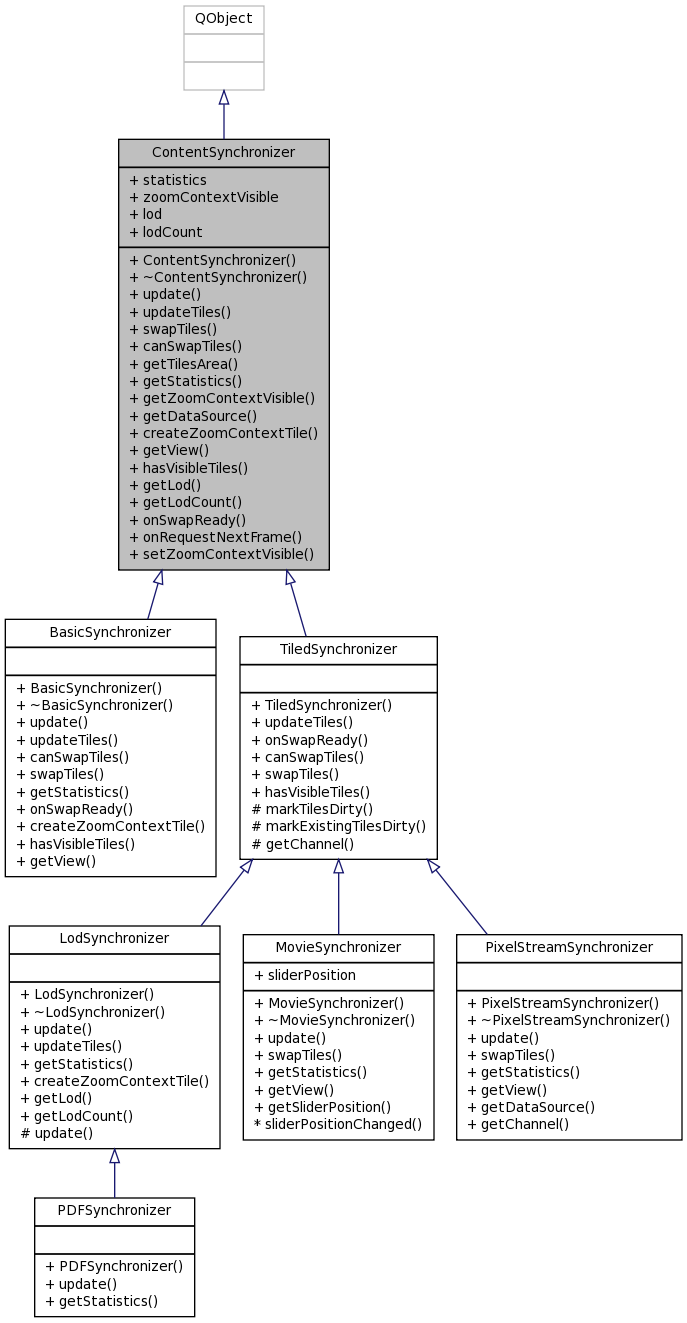 QObject
ContentSynchronizer
+ statistics
+ zoomContextVisible
+ lod
+ lodCount
+ ContentSynchronizer()
+ ~ContentSynchronizer()
+ update()
+ updateTiles()
+ swapTiles()
+ canSwapTiles()
+ getTilesArea()
+ getStatistics()
+ getZoomContextVisible()
+ getDataSource()
+ createZoomContextTile()
+ getView()
+ hasVisibleTiles()
+ getLod()
+ getLodCount()
+ onSwapReady()
+ onRequestNextFrame()
+ setZoomContextVisible()
BasicSynchronizer
+ BasicSynchronizer()
+ ~BasicSynchronizer()
+ update()
+ updateTiles()
+ canSwapTiles()
+ swapTiles()
+ getStatistics()
+ onSwapReady()
+ createZoomContextTile()
+ hasVisibleTiles()
+ getView()
TiledSynchronizer
+ TiledSynchronizer()
+ updateTiles()
+ onSwapReady()
+ canSwapTiles()
+ swapTiles()
+ hasVisibleTiles()
# markTilesDirty()
# markExistingTilesDirty()
# getChannel()
LodSynchronizer
+ LodSynchronizer()
+ ~LodSynchronizer()
+ update()
+ updateTiles()
+ getStatistics()
+ createZoomContextTile()
+ getLod()
+ getLodCount()
# update()
MovieSynchronizer
+ sliderPosition
+ MovieSynchronizer()
+ ~MovieSynchronizer()
+ update()
+ swapTiles()
+ getStatistics()
+ getView()
+ getSliderPosition()
* sliderPositionChanged()
PixelStreamSynchronizer
+ PixelStreamSynchronizer()
+ ~PixelStreamSynchronizer()
+ update()
+ swapTiles()
+ getStatistics()
+ getView()
+ getDataSource()
+ getChannel()
PDFSynchronizer
+ PDFSynchronizer()
+ update()
+ getStatistics()